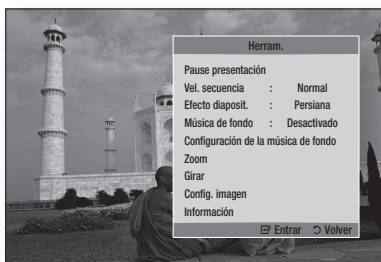 Herram.
Pause presentación
Vel. secuencia : Normal
Efecto diaposit. : Persiana
Música de fondo : Desactivado
Configuración de la música de fondo
Zoom
Girar
Config. imagen
Información
Entrar Volver